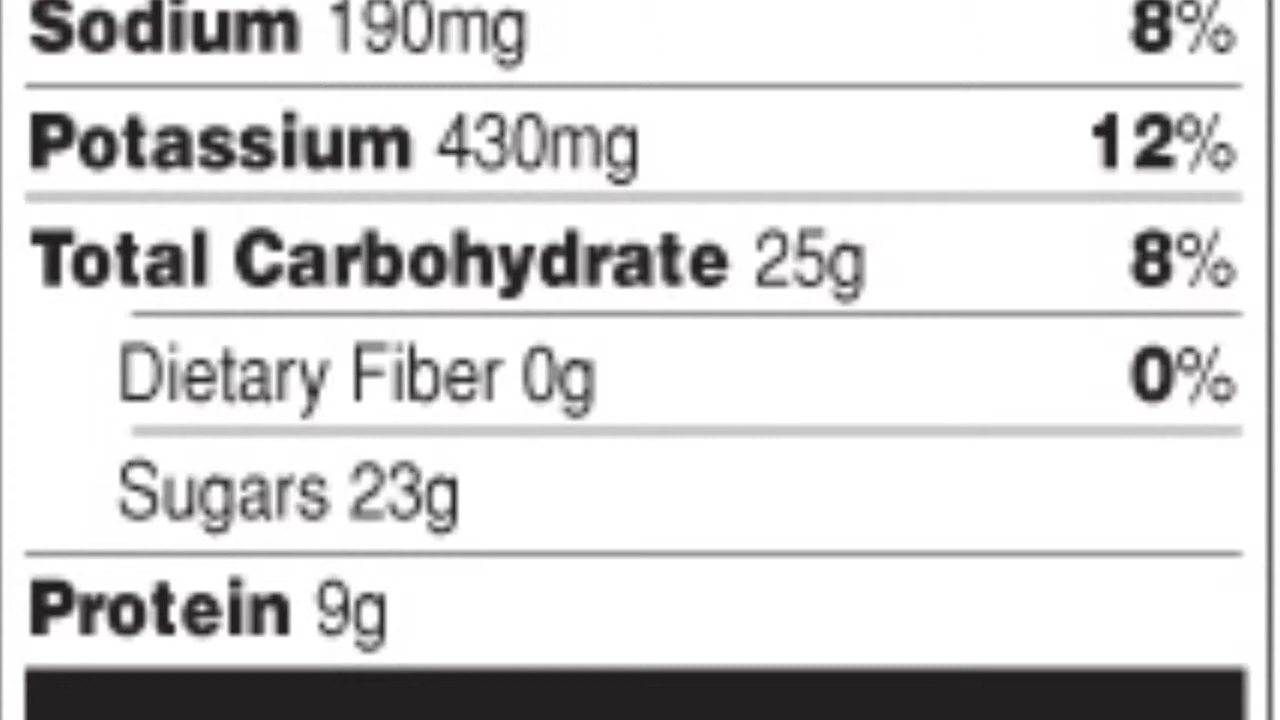 Sodium 190mg 8%
Potassium 430mg 12%
Total Carbohydrate 25g 8%
Dietary Fiber 0g 0%
Sugars 23g
Protein 9g